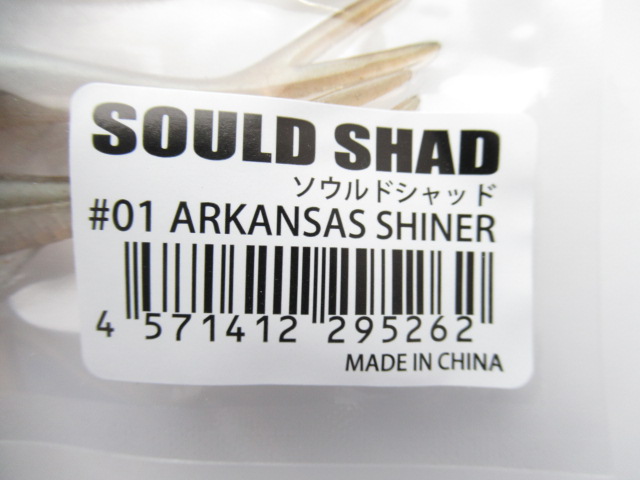 SOULD SHAD
ソウルドシャッド
#01 ARKANSAS SHINER
4 571412 295262
MADE IN CHINA